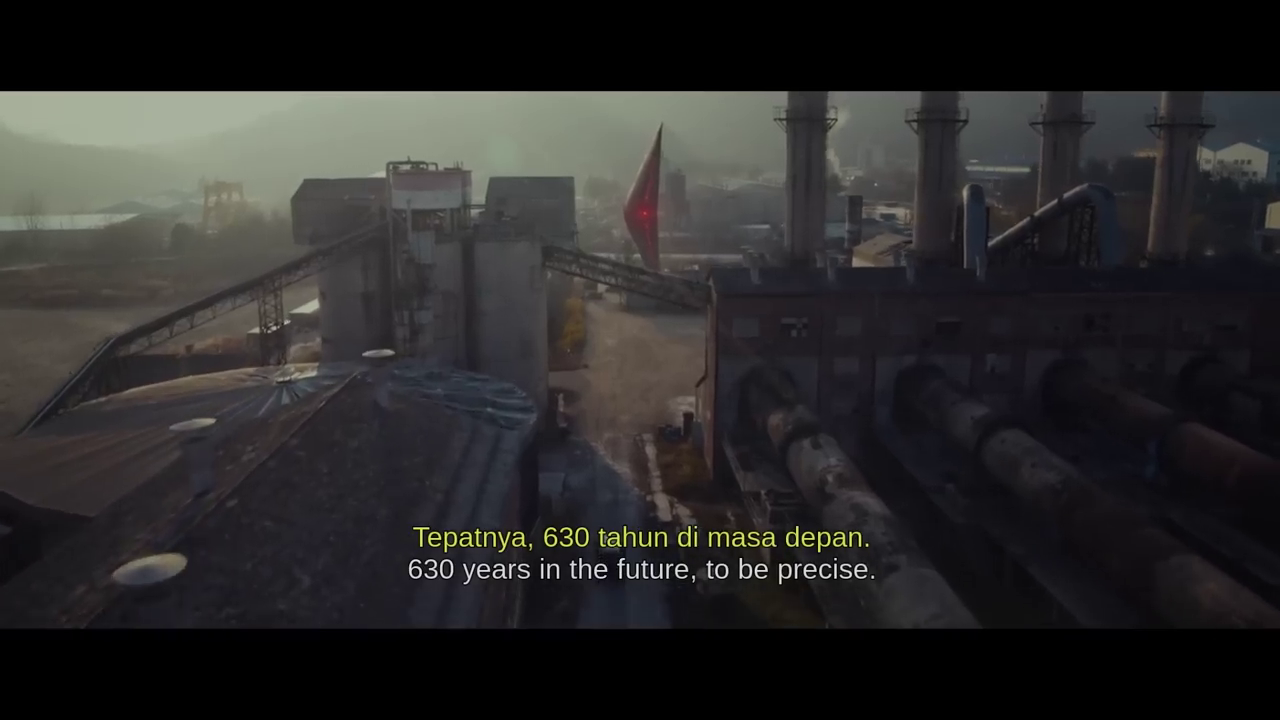 Tepatnya, 630 tahun di masa depan.
630 years in the future, to be precise.